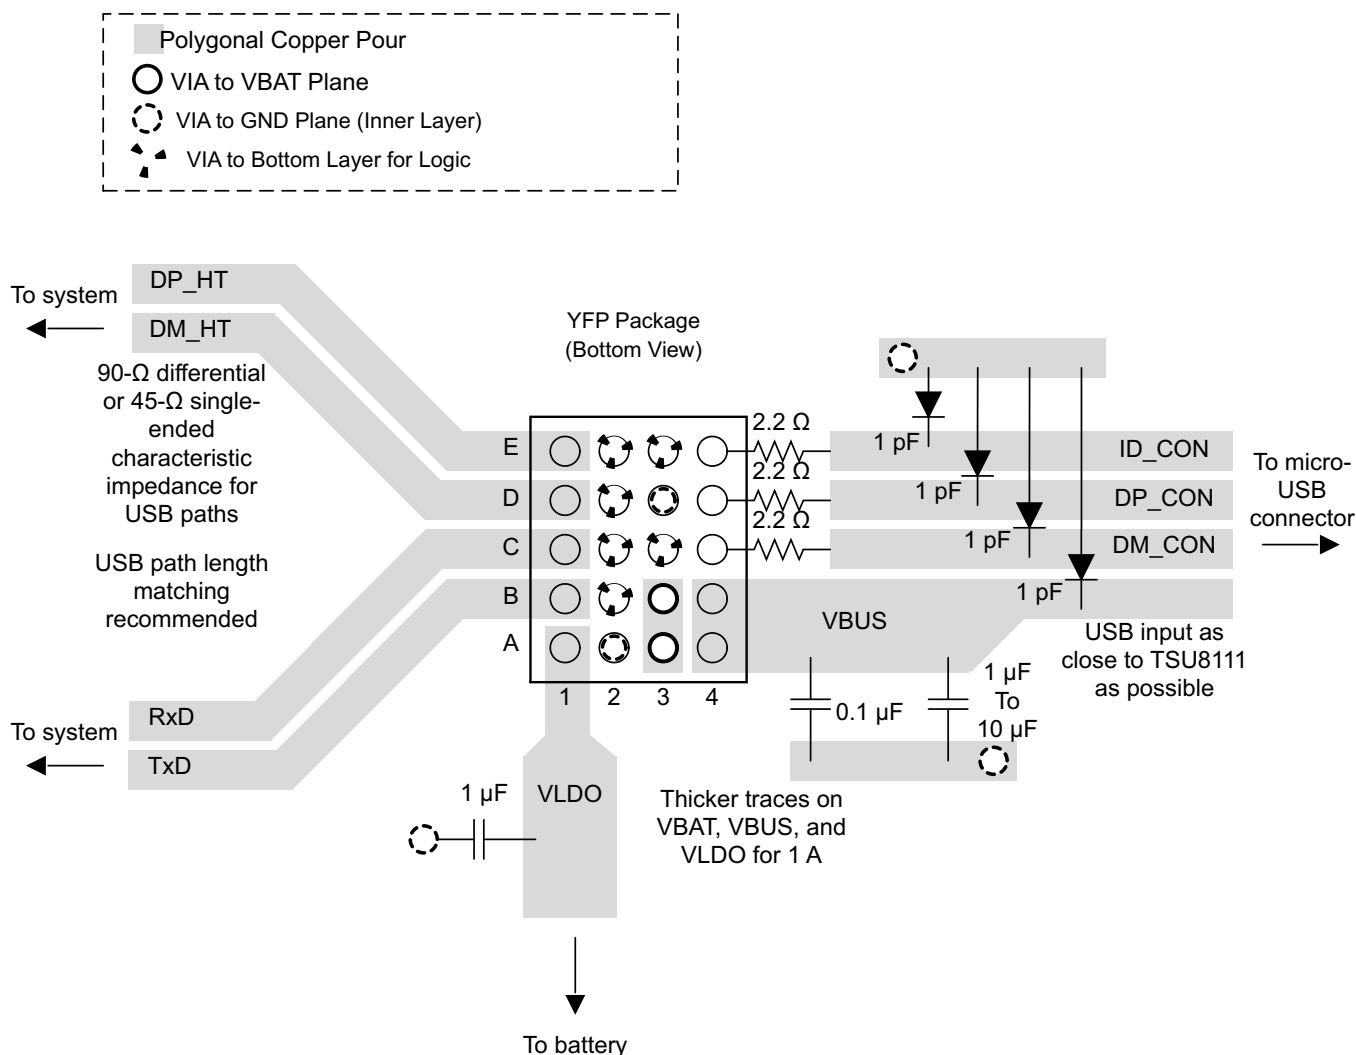 Polygonal Copper Pour
VIA to VBAT Plane
VIA to GND Plane (Inner Layer)
VIA to Bottom Layer for Logic
DP_HT
To system
DM_HT
90-Ω differential
or 45-Ω single-
ended
characteristic
impedance for
USB paths
USB path length
matching
recommended
YFP Package
(Bottom View)
E
D
C
B
A
1
2
3
4
2.2 Ω
2.2 Ω
2.2 Ω
1 pF
1 pF
1 pF
1 pF
ID_CON
DP_CON
DM_CON
VBUS
To micro-
USB
connector
USB input as
close to TSU8111
as possible
0.1 µF
1 µF
To
10 µF
RxD
To system
TxD
1 µF
VLDO
Thicker traces on
VBAT, VBUS, and
VLDO for 1 A
To battery